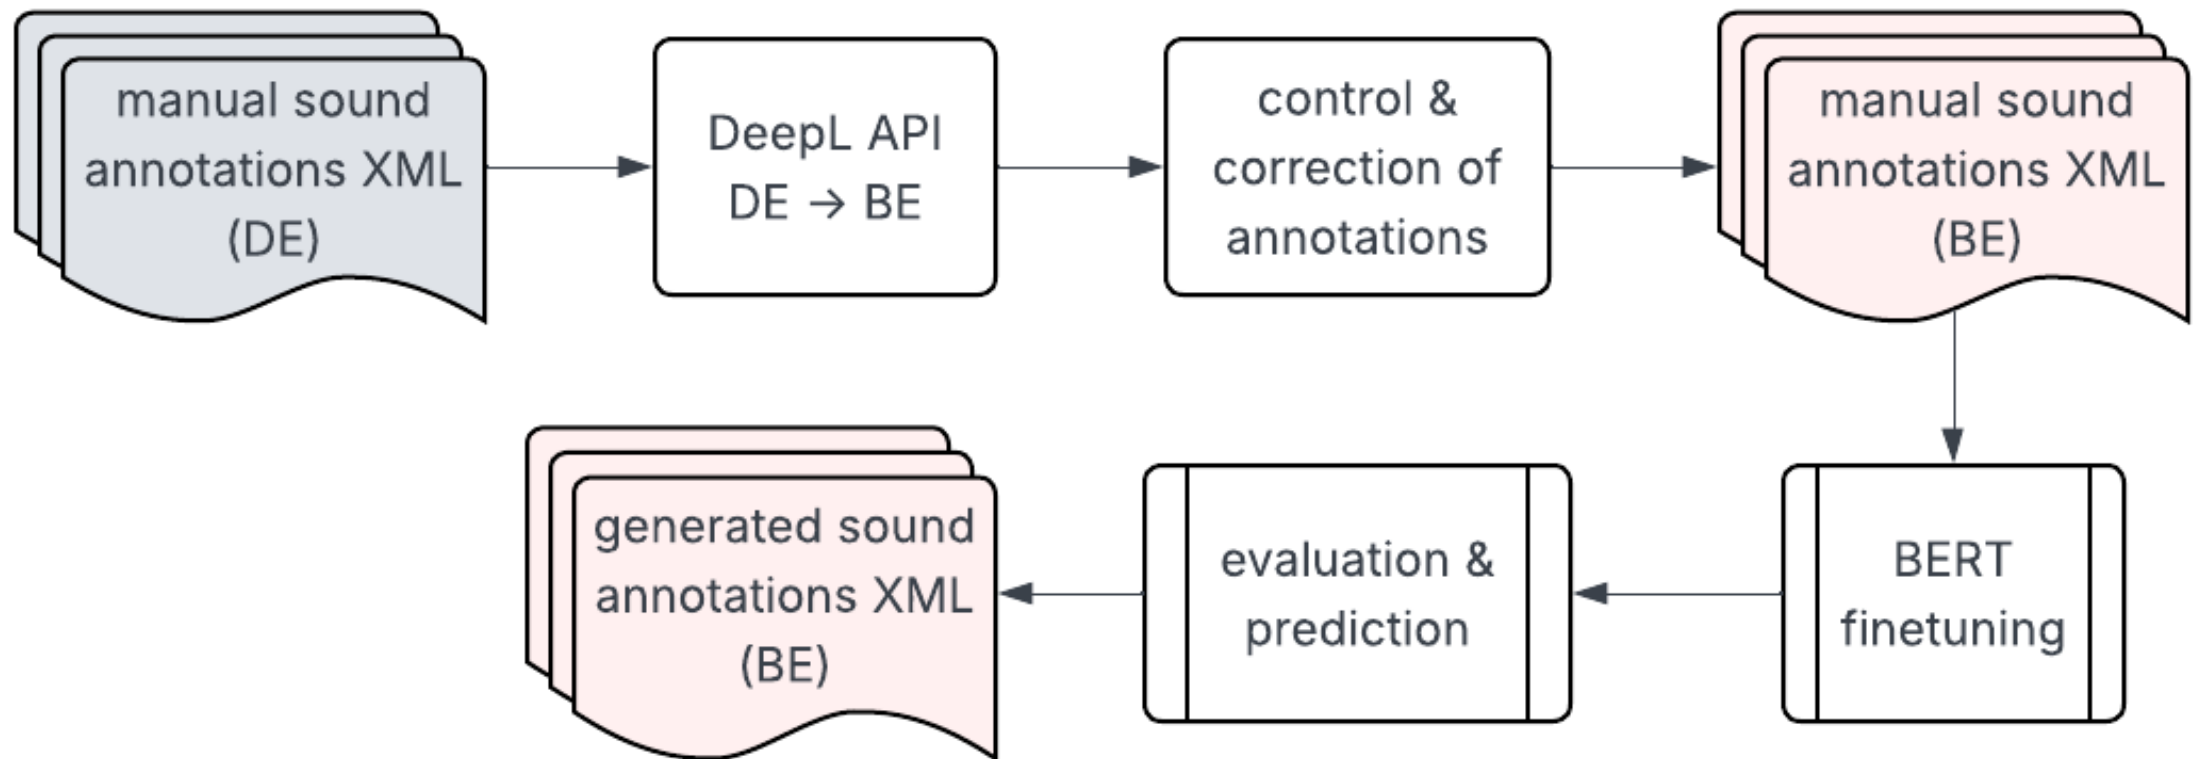 manual sound
annotations XML
(DE)
DeepL API
DE → BE
control &
correction of
annotations
manual sound
annotations XML
(BE)
BERT
finetuning
evaluation &
prediction
generated sound
annotations XML
(BE)